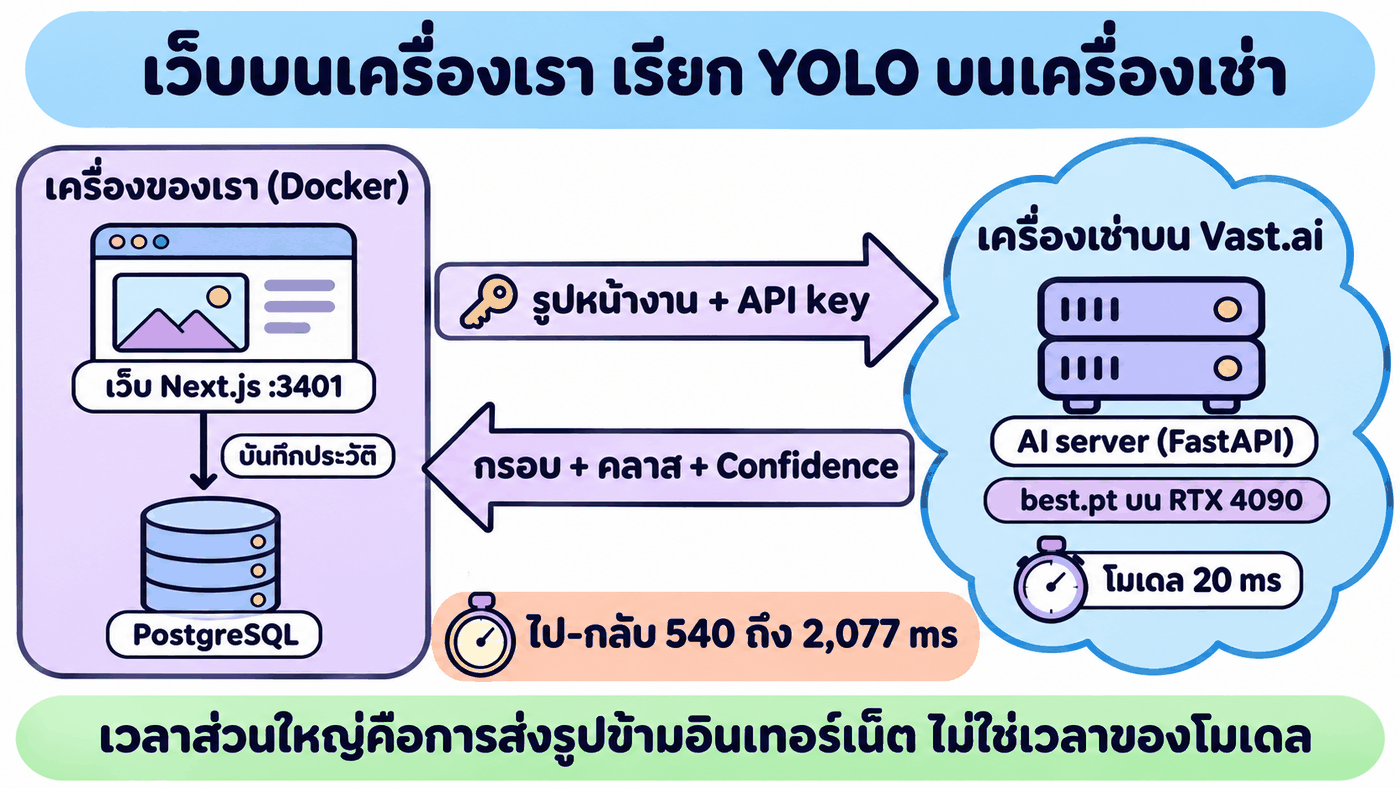 เว็บบนเครื่องเรา เรียก YOLO บนเครื่องเช่า
เครื่องของเรา (Docker)
เว็บ Next.js :3401
บันทึกประวัติ
PostgreSQL
รูปหน้างาน + API key
กรอบ + คลาส + Confidence
ไป-กลับ 540 ถึง 2,077 ms
เครื่องเช่าบน Vast.ai
AI server (FastAPI)
best.pt บน RTX 4090
โมเดล 20 ms
เวลาส่วนใหญ่คือการส่งรูปข้ามอินเทอร์เน็ต ไม่ใช่เวลาของโมเดล